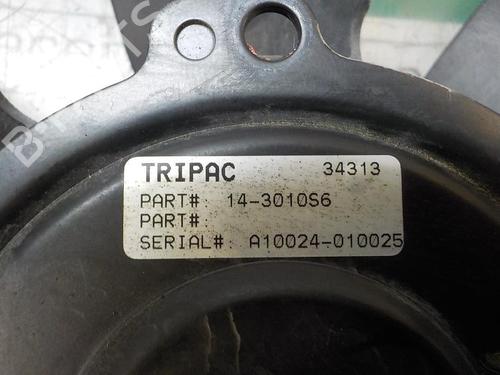 TRIPAC 34313
PART#: 14-3010S6
PART#:
SERIAL#: A10024-010025